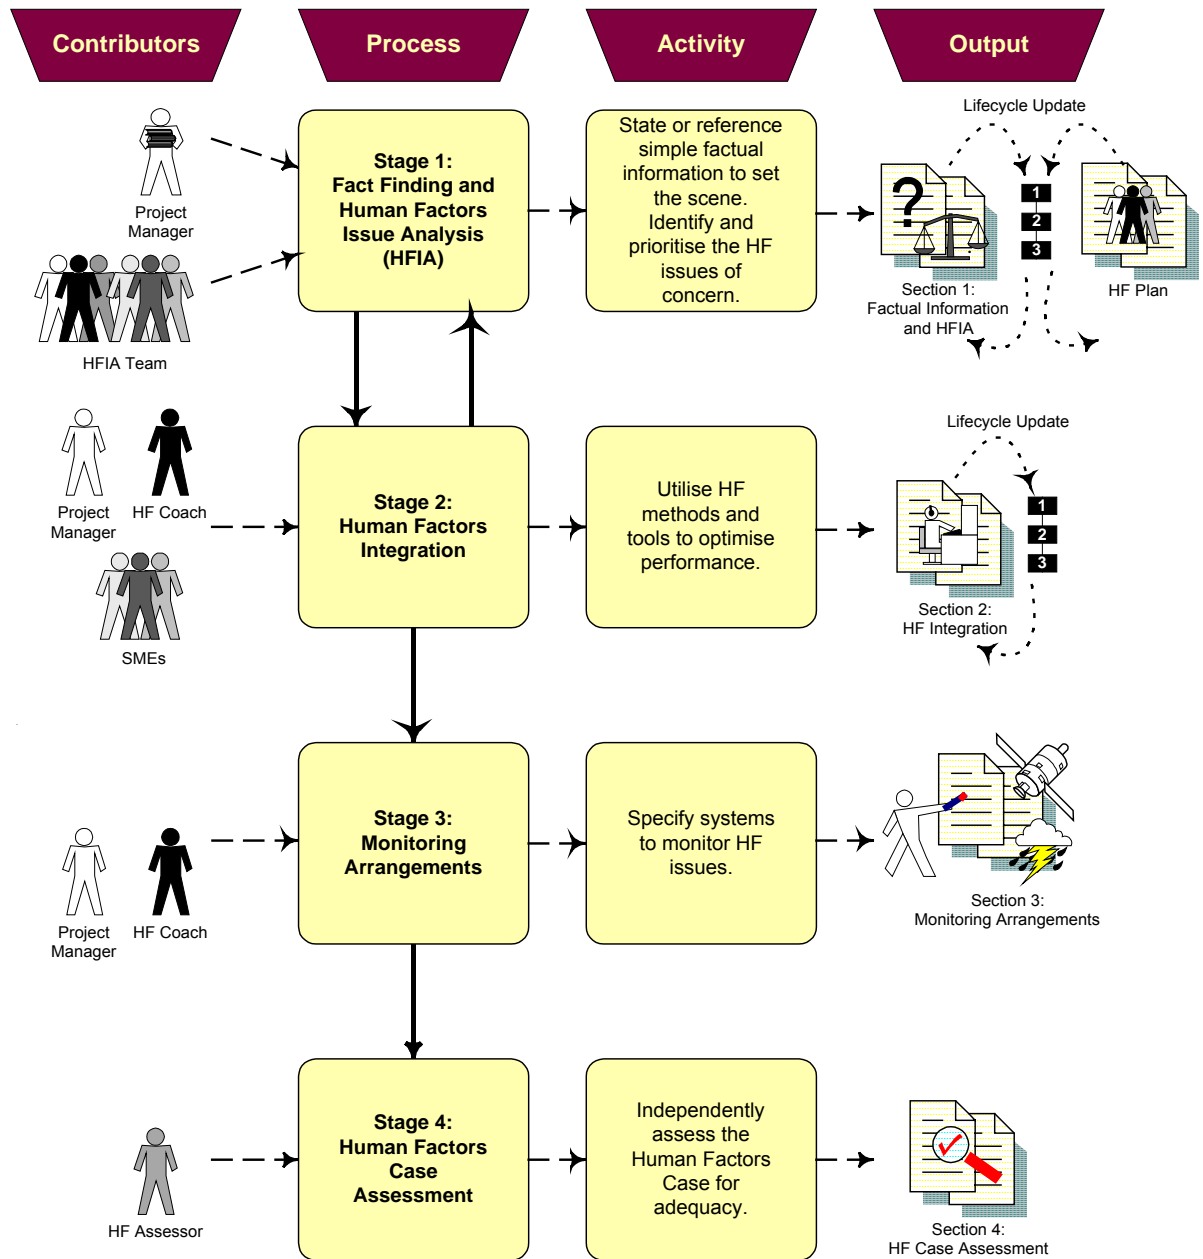 Contributors
Process
Activity
Output
Project
Manager
HFIA Team
Stage 1:
Fact Finding and
Human Factors
Issue Analysis
(HFIA)
State or reference
simple factual
information to set
the scene.
Identify and
prioritise the HF
issues of
concern.
Lifecycle Update
?
1
2
3
Section 1:
Factual Information
and HFIA
HF Plan
Project
Manager
HF Coach
SMEs
Stage 2:
Human Factors
Integration
Utilise HF
methods and
tools to optimise
performance.
Lifecycle Update
1
2
3
Section 2:
HF Integration
Project
Manager
HF Coach
Stage 3:
Monitoring
Arrangements
Specify systems
to monitor HF
issues.
Section 3:
Monitoring Arrangements
HF Assessor
Stage 4:
Human Factors
Case
Assessment
Independently
assess the
Human Factors
Case for
adequacy.
Section 4:
HF Case Assessment